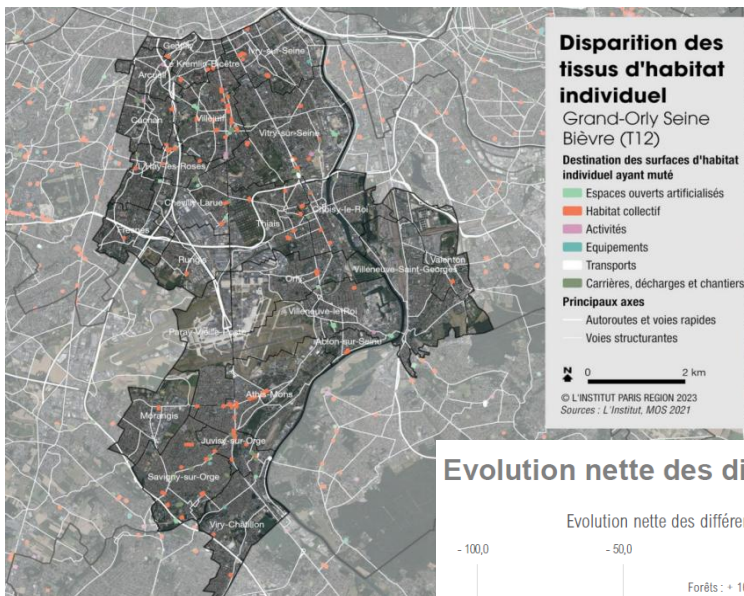 Disparition des
tissus d'habitat
individuel
Grand-Orly Seine
Bièvre (T12)
Destination des surfaces d'habitat
individuel ayant muté
Espaces ouverts artificialisés
Habitat collectif
Activités
Equipements
Transports
Carrières, décharges et chantiers
Principaux axes
Autoroutes et voies rapides
Voies structurantes
N 0 2 km
© L'INSTITUT PARIS REGION 2023
Sources : L'Institut, MOS 2021
Gentilly
Ivry-sur-Seine
Le Kremlin-Bicêtre
Arcueil
Villejuif
Cachan
Vitry-sur-Seine
L'Haÿ-les-Roses
Chevilly-Larue
Choisy-le-Roi
Thiais
Fresnes
Valenton
Rungis
Villeneuve-Saint-Georges
Orly
Villeneuve-le-Roi
Paray-Vieille-Poste
Ablon-sur-Seine
Athis-Mons
Morangis
Juvisy-sur-Orge
Savigny-sur-Orge
Viry-Châtillon
Evolution nette des di
Evolution nette des différe
- 100,0 - 50,0
Forêts : + 1